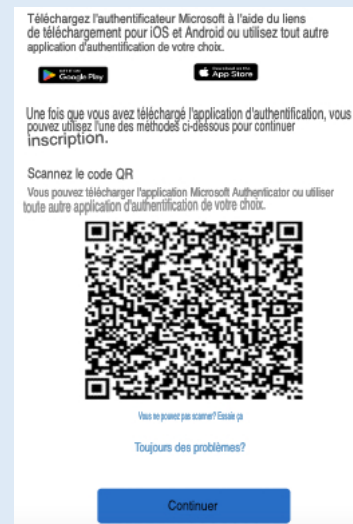 Téléchargez l'authentificateur Microsoft à l'aide du liens
de téléchargement pour iOS et Android ou utilisez tout autre
application d'authentification de votre choix.
Google Play
Download on the
App Store
Une fois que vous avez téléchargé l'application d'authentification, vous
pouvez utilisez l'une des méthodes ci-dessous pour continuer
inscription.
Scannez le code QR
Vous pouvez télécharger l'application Microsoft Authenticator ou utiliser
toute autre application d'authentification de votre choix.
Vous ne pouvez pas scanner? Essaie ça
Toujours des problèmes?
Continuer